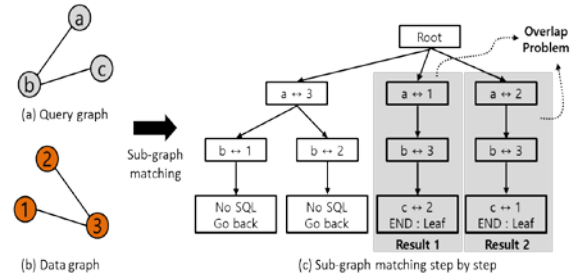 a
b
c
(a) Query graph
2
1
3
(b) Data graph
Sub-graph
matching
Root
Overlap
Problem
a ↔ 3
a ↔ 1
a ↔ 2
b ↔ 1
b ↔ 2
b ↔ 3
b ↔ 3
No SQL
Go back
No SQL
Go back
c ↔ 2
END : Leaf
c ↔ 1
END : Leaf
Result 1
Result 2
(c) Sub-graph matching step by step